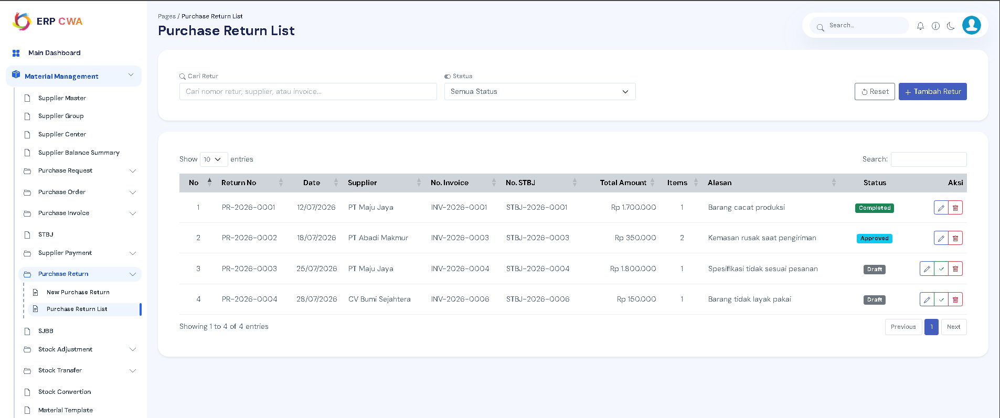 ERP CWA
Main Dashboard
Material Management
Supplier Master
Supplier Group
Supplier Center
Supplier Balance Summary
Purchase Request
Purchase Order
Purchase Invoice
STBJ
Supplier Payment
Purchase Return
New Purchase Return
Purchase Return List
SJBB
Stock Adjustment
Stock Transfer
Stock Convertion
Material Template
Pages / Purchase Return List
Purchase Return List
Search...
Cari Retur
Status
Cari nomor retur, supplier, atau invoice...
Semua Status
Reset
+ Tambah Retur
Show 10 entries
Search:
No Return No Date Supplier No. Invoice No. STBJ Total Amount Items Alasan Status Aksi
1 PR-2026-0001 12/07/2026 PT Maju Jaya INV-2026-0001 STBJ-2026-0001 Rp 1.700.000 1 Barang cacat produksi Completed
2 PR-2026-0002 18/07/2026 PT Abadi Makmur INV-2026-0003 STBJ-2026-0003 Rp 350.000 2 Kemasan rusak saat pengiriman Approved
3 PR-2026-0003 25/07/2026 PT Maju Jaya INV-2026-0004 STBJ-2026-0004 Rp 1.800.000 1 Spesifikasi tidak sesuai pesanan Draft
4 PR-2026-0004 28/07/2026 CV Bumi Sejahtera INV-2026-0006 STBJ-2026-0006 Rp 150.000 1 Barang tidak layak pakai Draft
Showing 1 to 4 of 4 entries
Previous 1 Next